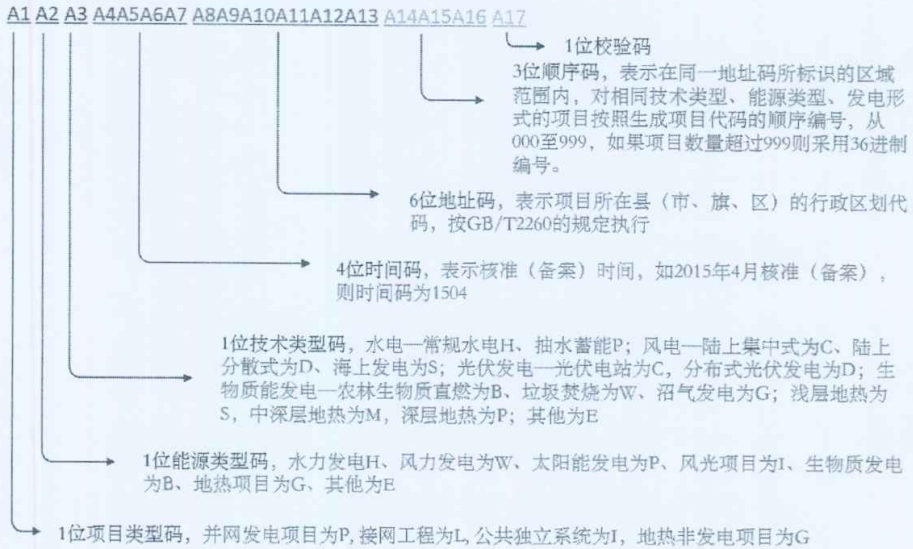 A1 A2 A3 A4A5A6A7 A8A9A10A11A12A13 A14A15A16 A17
1位校验码
3位顺序码，表示在同一地址码所标识的区域
范围内，对相同技术类型、能源类型、发电形
式的项目按照生成项目代码的顺序编号，从
000至999，如果项目数量超过999则采用36进制
编号。
6位地址码，表示项目所在县（市、旗、区）的行政区划代
码，按GB/T2260的规定执行
4位时间码，表示核准（备案）时间，如2015年4月核准（备案），
则时间码为1504
1位技术类型码，水电—常规水电H、抽水蓄能P；风电—陆上集中式为C、陆上
分散式为D、海上发电为S；光伏发电—光伏电站为C，分布式光伏发电为D；生
物质能发电—农林生物质直燃为B、垃圾焚烧为W、沼气发电为G；浅层地热为
S，中深层地热为M，深层地热为P；其他为E
1位能源类型码，水力发电H、风力发电为W、太阳能发电为P、风光项目为I、生物质发电
为B、地热项目为G、其他为E
1位项目类型码，并网发电项目为P, 接网工程为L, 公共独立系统为I，地热非发电项目为G